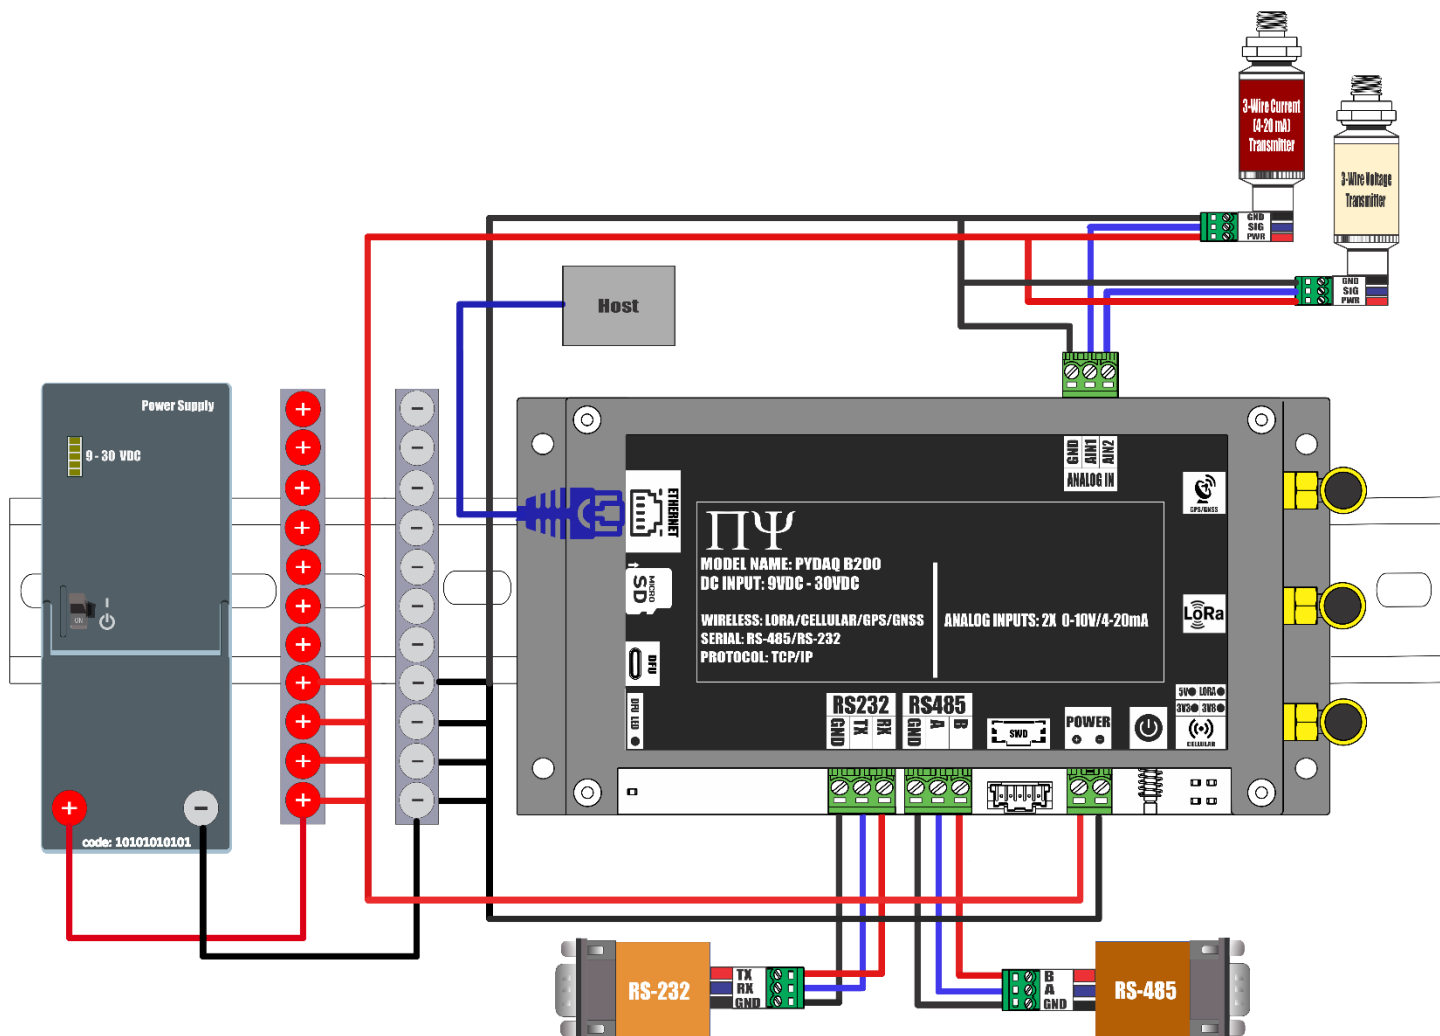 3-Wire Current
(4-20 mA)
Transmitter
3-Wire Voltage
Transmitter
GND
SIG
PWR
GND
SIG
PWR
Host
Power Supply
9 - 30 VDC
ON
code: 10101010101
+
+
+
+
+
+
+
+
+
+
+
−
−
−
−
−
−
−
−
−
−
−
GND
AIN1
AIN2
ANALOG IN
ETHERNET
MICRO
SD
DFU
DFU LED
ΠΨ
MODEL NAME: PYDAQ B200
DC INPUT: 9VDC - 30VDC
WIRELESS: LORA/CELLULAR/GPS/GNSS
SERIAL: RS-485/RS-232
PROTOCOL: TCP/IP
ANALOG INPUTS: 2X 0-10V/4-20mA
GPS/GNSS
LoRa
5V LORA
3V3 3V8
CELLULAR
RS232
GND
TX
RX
RS485
GND
A
B
SWD
POWER
+ −
TX
RX
GND
RS-232
B
A
GND
RS-485